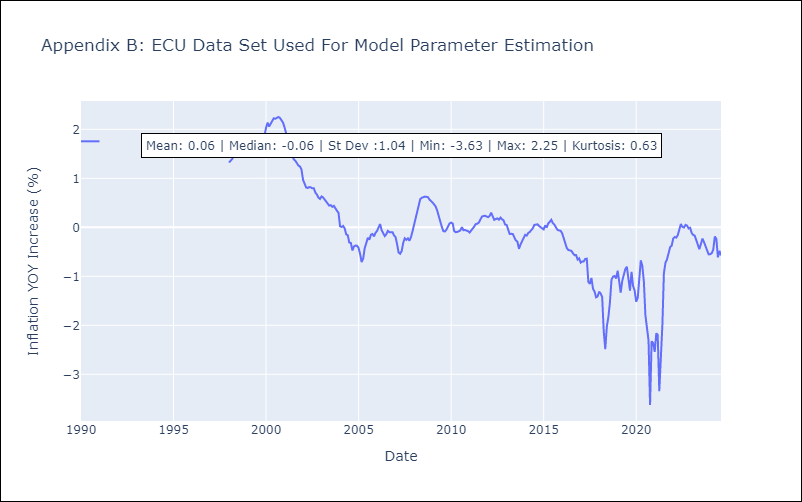 Appendix B: ECU Data Set Used For Model Parameter Estimation
2
Mean: 0.06 | Median: -0.06 | St Dev :1.04 | Min: -3.63 | Max: 2.25 | Kurtosis: 0.63
1
0
−1
−2
−3
Inflation YOY Increase (%)
1990 1995 2000 2005 2010 2015 2020
Date